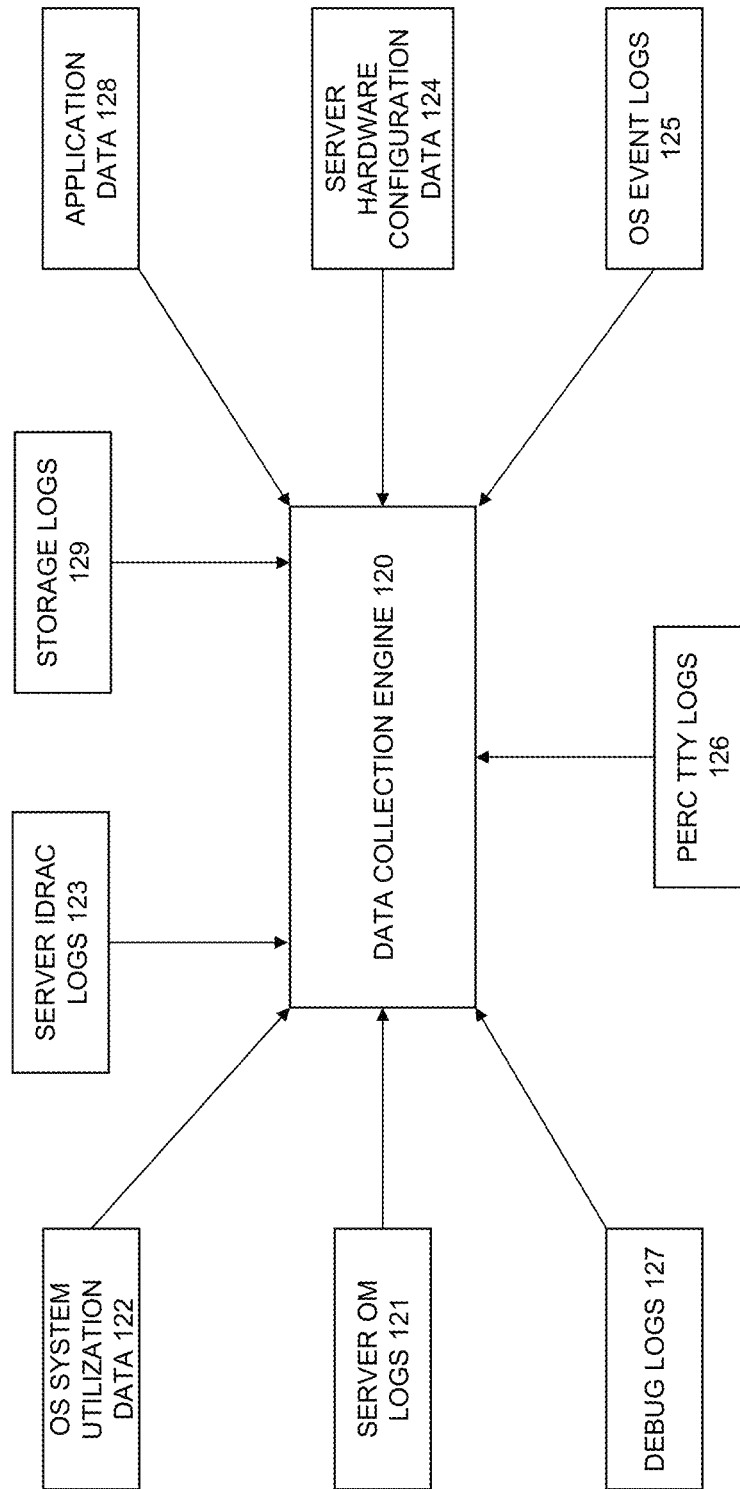 OS SYSTEM
UTILIZATION
DATA 122
SERVER IDRAC
LOGS 123
STORAGE LOGS
129
APPLICATION
DATA 128
SERVER OM
LOGS 121
DATA COLLECTION ENGINE 120
SERVER
HARDWARE
CONFIGURATION
DATA 124
DEBUG LOGS 127
PERC TTY LOGS
126
OS EVENT LOGS
125